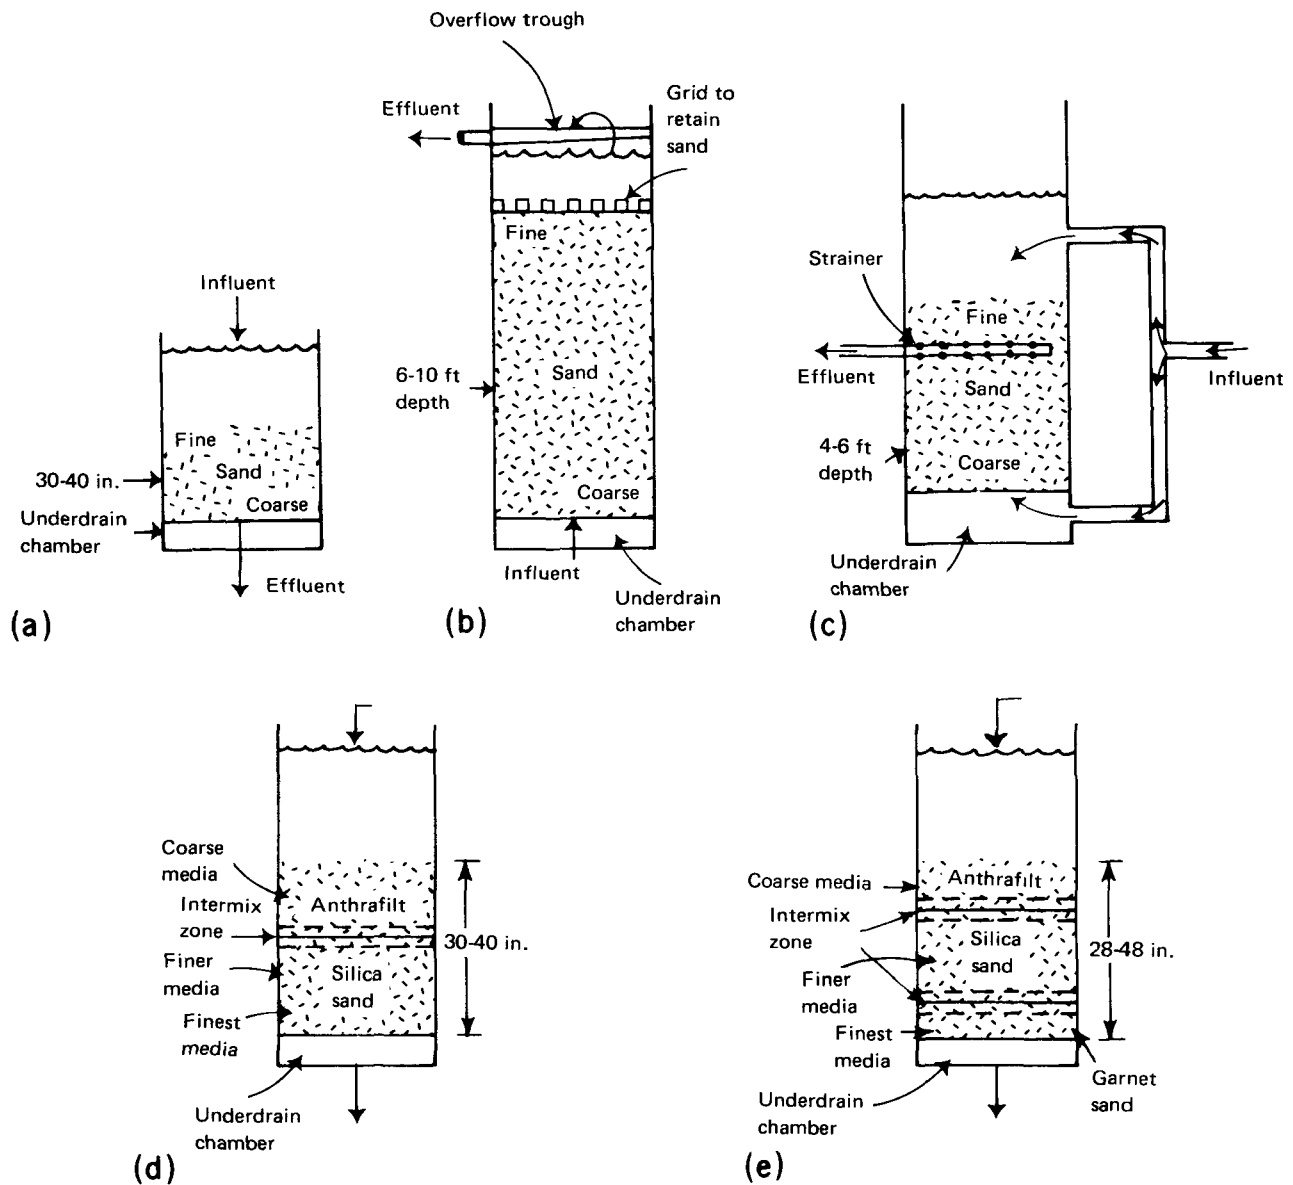 Overflow trough
Effluent
Grid to
retain
sand
Fine
Sand
Coarse
6-10 ft
depth
Influent
Underdrain
chamber
(b)
Influent
Fine
Sand
Coarse
30-40 in.
Underdrain
chamber
Effluent
(a)
Strainer
Fine
Effluent
Influent
Sand
4-6 ft
depth
Coarse
Underdrain
chamber
(c)
Coarse
media
Anthrafilt
Intermix
zone
30-40 in.
Finer
media
Silica
sand
Finest
media
Underdrain
chamber
(d)
Coarse media
Anthrafilt
Intermix
zone
Silica
sand
28-48 in.
Finer
media
Finest
media
Garnet
sand
Underdrain
chamber
(e)